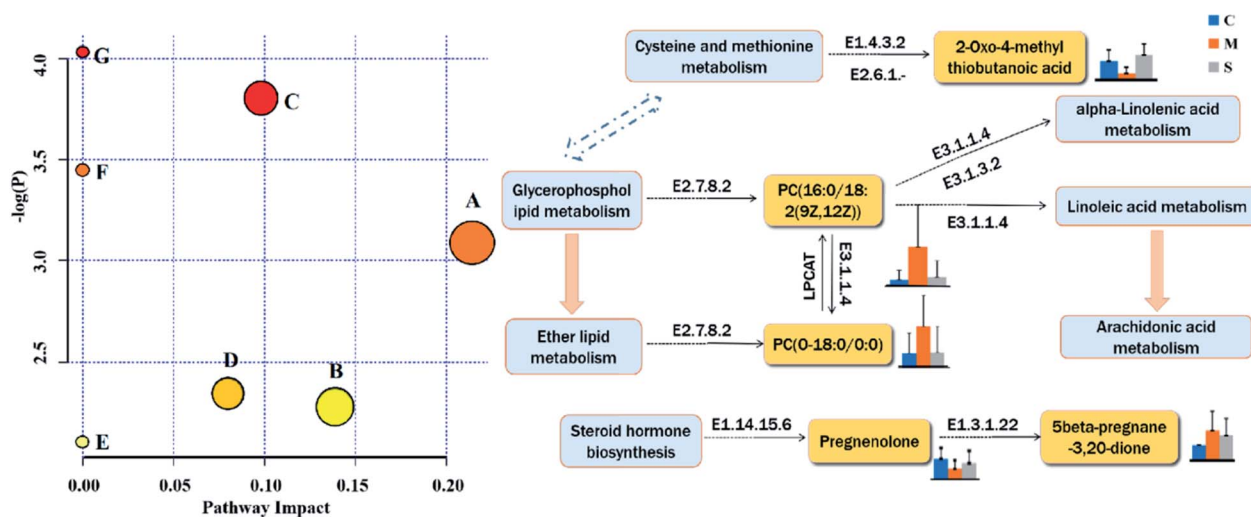 G
4.0
C
3.5
F
A
-log(P)
3.0
2.5
D
B
E
0.00
0.05
0.10
0.15
0.20
Pathway Impact
Cysteine and methionine
metabolism
E1.4.3.2
E2.6.1.-
2-Oxo-4-methyl
thiobutanoic acid
C
M
S
alpha-Linolenic acid
metabolism
E3.1.1.4
E3.1.3.2
Glycerophosphol
ipid metabolism
E2.7.8.2
PC(16:0/18:
2(9Z,12Z))
E3.1.1.4
Linoleic acid metabolism
LPCAT
E3.1.1.4
Ether lipid
metabolism
E2.7.8.2
PC(O-18:0/0:0)
Arachidonic acid
metabolism
Steroid hormone
biosynthesis
E1.14.15.6
Pregnenolone
E1.3.1.22
5beta-pregnane
-3,20-dione